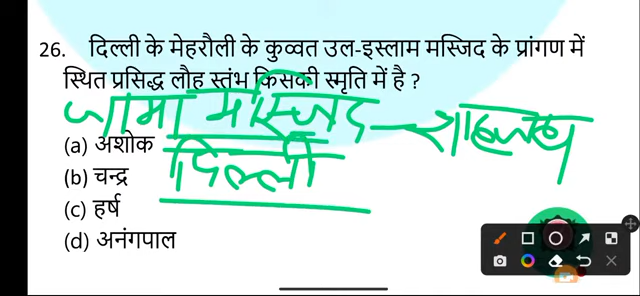 26. दिल्ली के मेहरौली के कुव्वत उल-इस्लाम मस्जिद के प्रांगण में
स्थित प्रसिद्ध लौह स्तंभ किसकी स्मृति में है ?
जामा मस्जिद - शाहजहाँ
(a) अशोक
दिल्ली
(b) चन्द्र
(c) हर्ष
(d) अनंगपाल